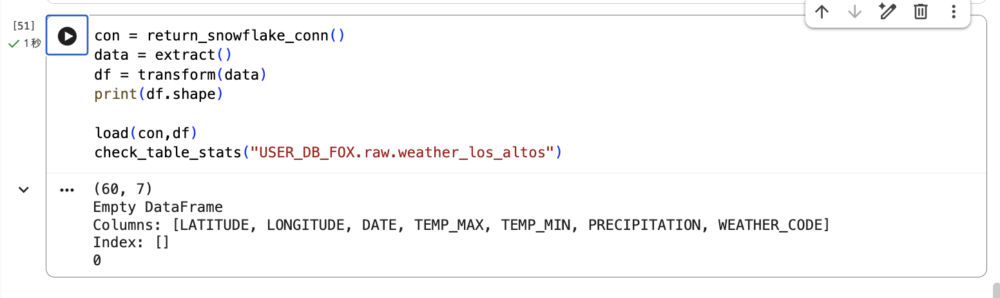 [51]
1秒
con = return_snowflake_conn()
data = extract()
df = transform(data)
print(df.shape)
load(con,df)
check_table_stats("USER_DB_FOX.raw.weather_los_altos")
(60, 7)
Empty DataFrame
Columns: [LATITUDE, LONGITUDE, DATE, TEMP_MAX, TEMP_MIN, PRECIPITATION, WEATHER_CODE]
Index: []
0